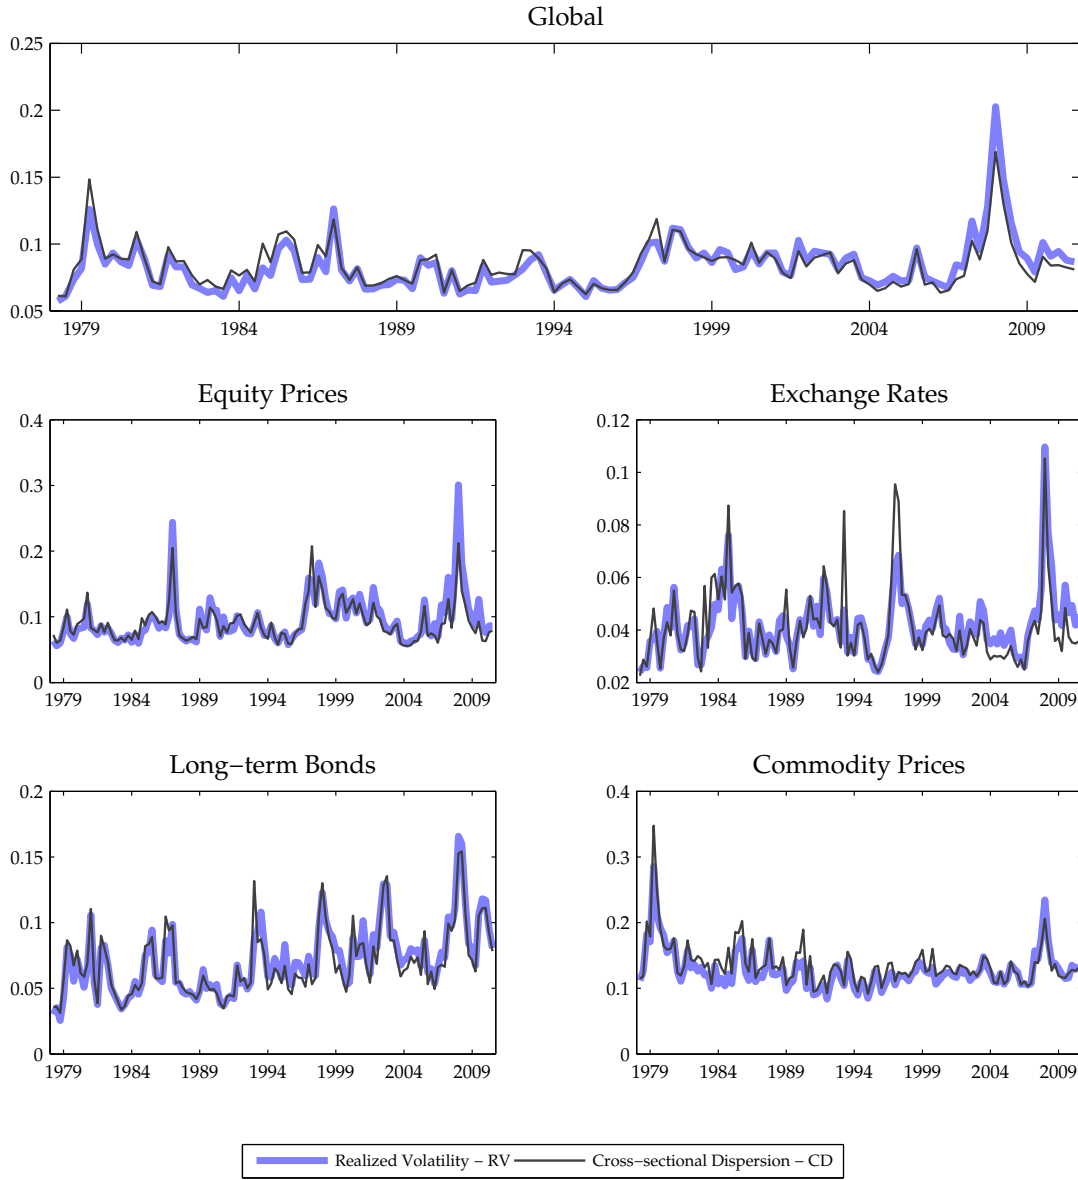 Global
0.25
0.2
0.15
0.1
0.05
1979 1984 1989 1994 1999 2004 2009
Equity Prices
0.4
0.3
0.2
0.1
0
1979 1984 1989 1994 1999 2004 2009
Exchange Rates
0.12
0.1
0.08
0.06
0.04
0.02
1979 1984 1989 1994 1999 2004 2009
Long−term Bonds
0.2
0.15
0.1
0.05
0
1979 1984 1989 1994 1999 2004 2009
Commodity Prices
0.4
0.3
0.2
0.1
0
1979 1984 1989 1994 1999 2004 2009
Realized Volatility − RV Cross−sectional Dispersion − CD